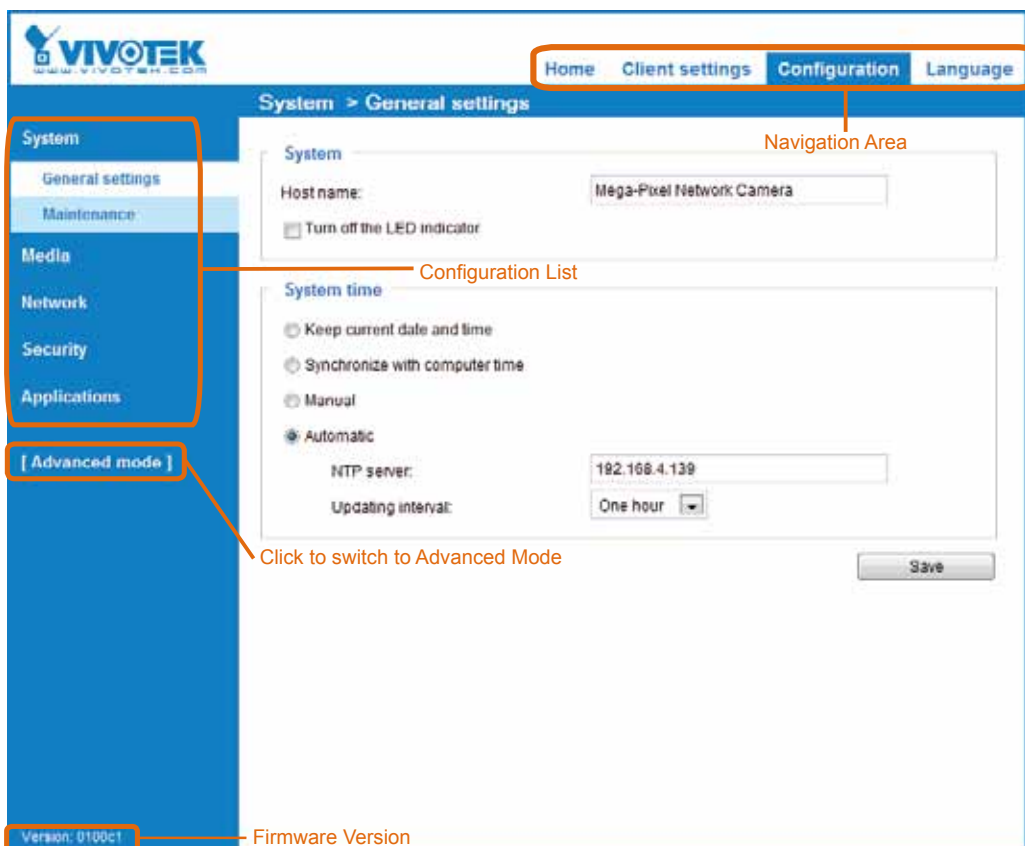 VIVOTEK
www.vivotek.com
Home Client settings Configuration Language
System > General settings
Navigation Area
System
General settings
Maintenance
Media
Network
Security
Applications
[ Advanced mode ]
Version: 0100c1
System
Host name: Mega-Pixel Network Camera
Turn off the LED indicator
Configuration List
System time
Keep current date and time
Synchronize with computer time
Manual
Automatic
NTP server: 192.168.4.139
Updating interval: One hour
Click to switch to Advanced Mode
Save
Firmware Version